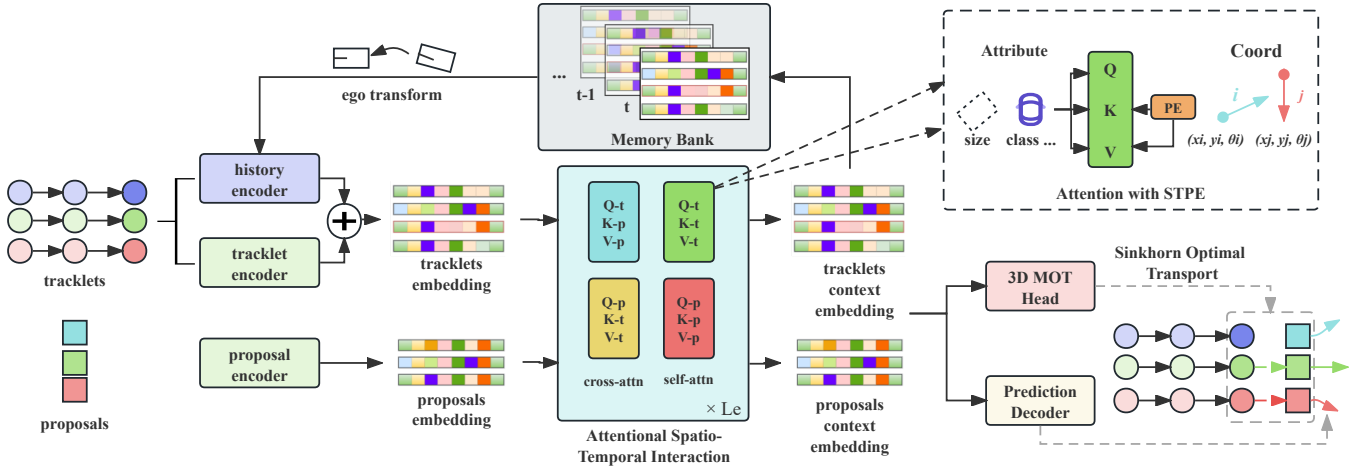 ego transform
...
t-1
t
Memory Bank
Attribute
size
class ...
Q
K
V
PE
Coord
i
j
(xi, yi, θi)
(xj, yj, θj)
Attention with STPE
tracklets
proposals
history
encoder
tracklet
encoder
proposal
encoder
+
tracklets
embedding
proposals
embedding
Q-t
K-p
V-p
Q-t
K-t
V-t
Q-p
K-t
V-t
Q-p
K-p
V-p
cross-attn
self-attn
× Le
Attentional Spatio-
Temporal Interaction
tracklets
context
embedding
proposals
context
embedding
3D MOT
Head
Prediction
Decoder
Sinkhorn Optimal
Transport